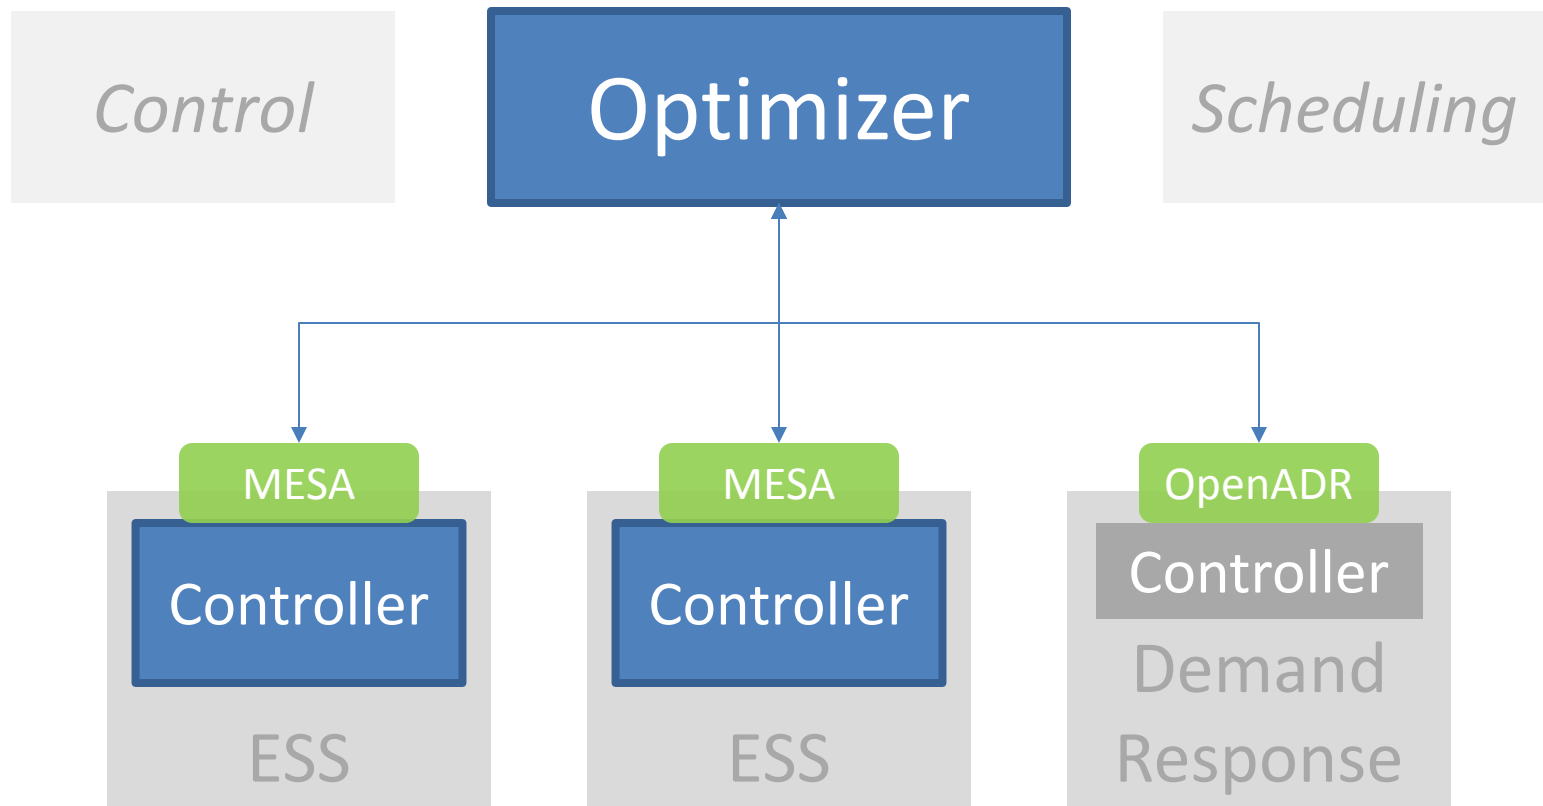 Control
Optimizer
Scheduling
MESA
MESA
OpenADR
Controller
Controller
Controller
ESS
ESS
Demand
Response